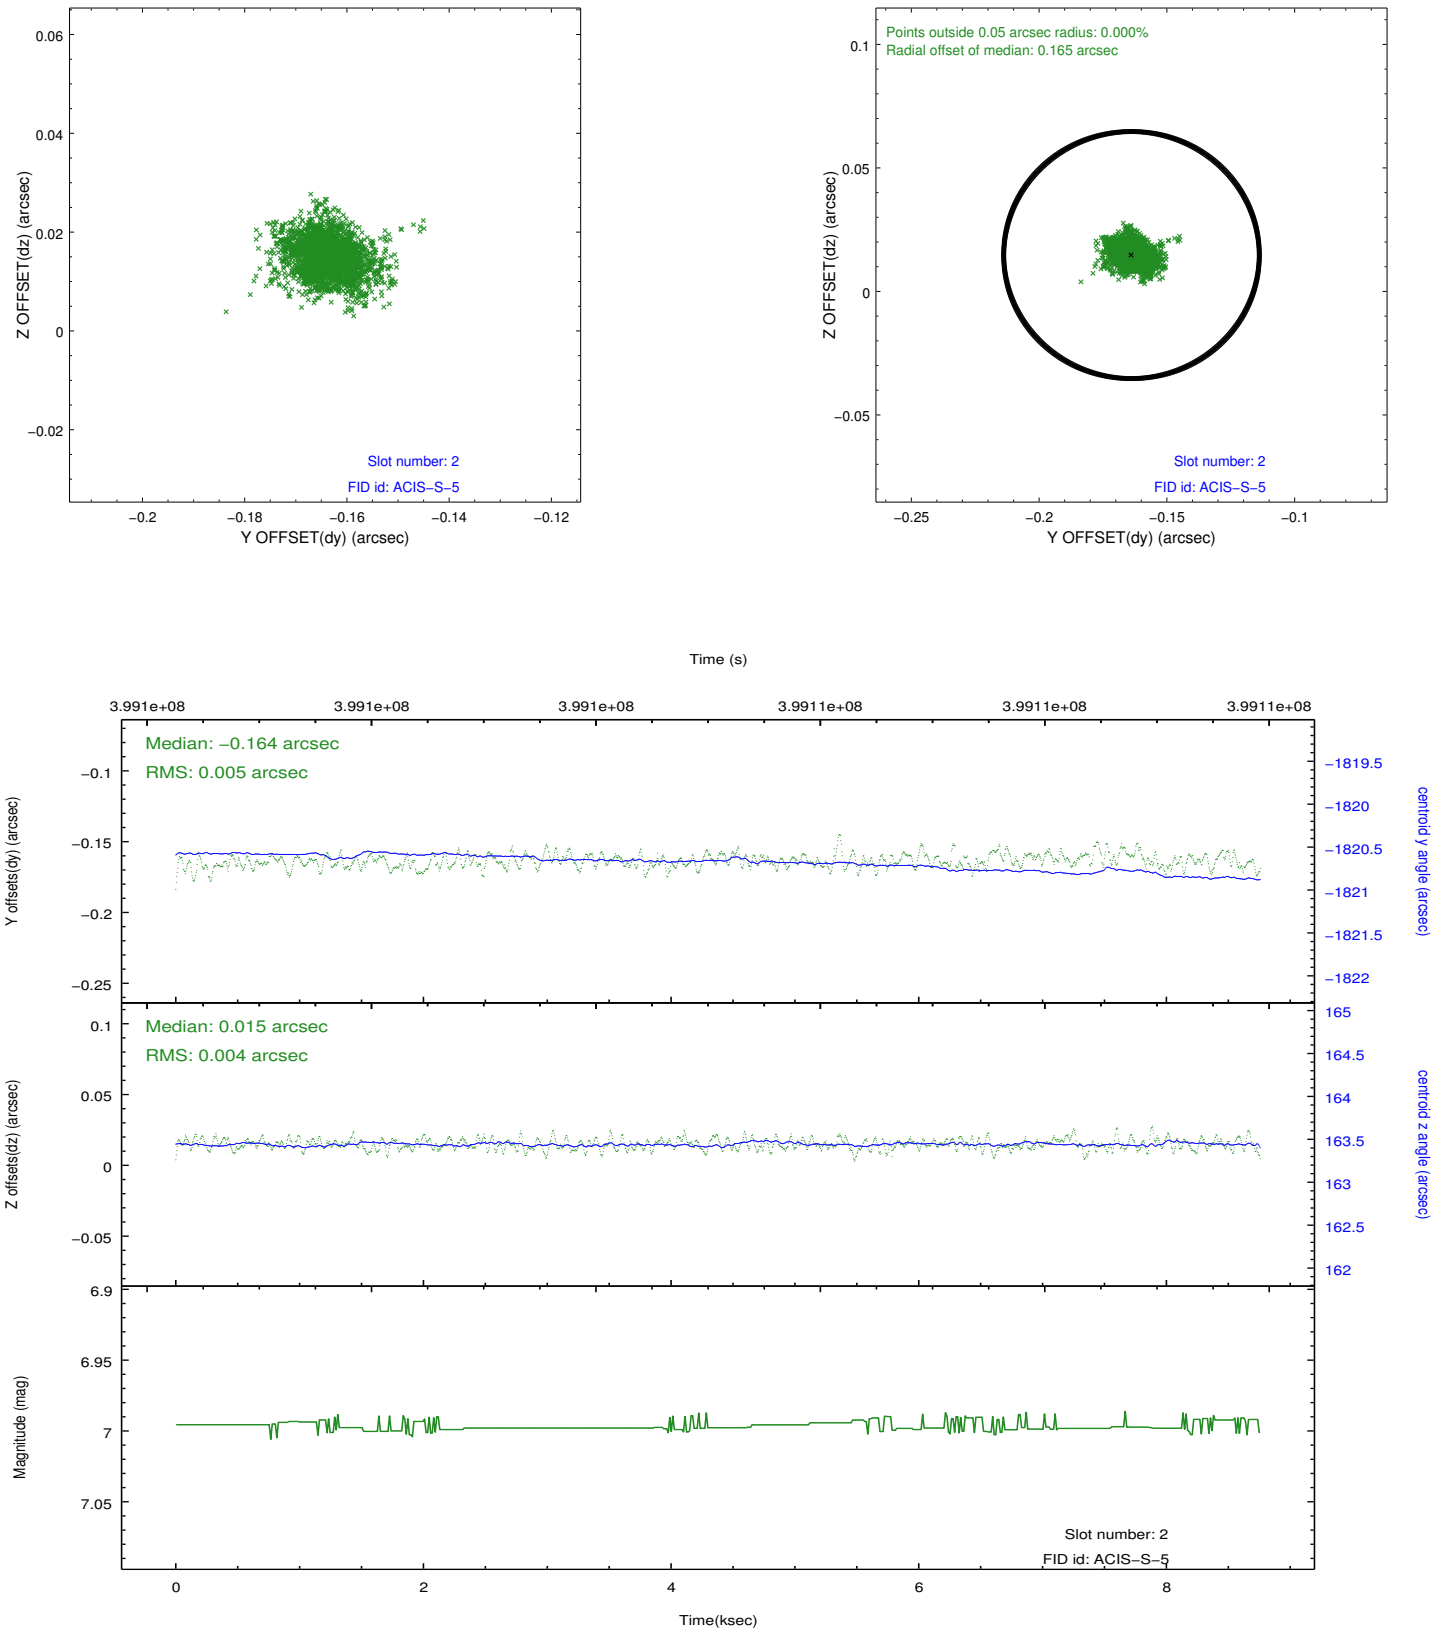 0.06
0.04
0.02
0
−0.02
Z OFFSET(dz) (arcsec)
Slot number: 2
FID id: ACIS−S−5
−0.2
−0.18
−0.16
−0.14
−0.12
Y OFFSET(dy) (arcsec)
Points outside 0.05 arcsec radius: 0.000%
Radial offset of median: 0.165 arcsec
0.1
0.05
0
−0.05
Z OFFSET(dz) (arcsec)
Slot number: 2
FID id: ACIS−S−5
−0.25
−0.2
−0.15
−0.1
Y OFFSET(dy) (arcsec)
Time (s)
3.991e+08
3.991e+08
3.991e+08
3.9911e+08
3.9911e+08
3.9911e+08
Median: −0.164 arcsec
RMS: 0.005 arcsec
−0.1
−0.15
−0.2
−0.25
Y offsets(dy) (arcsec)
−1819.5
−1820
−1820.5
−1821
−1821.5
−1822
centroid y angle (arcsec)
Median: 0.015 arcsec
RMS: 0.004 arcsec
0.1
0.05
0
−0.05
Z offsets(dz) (arcsec)
165
164.5
164
163.5
163
162.5
162
centroid z angle (arcsec)
6.9
6.95
7
7.05
Magnitude (mag)
Slot number: 2
FID id: ACIS−S−5
0
2
4
6
8
Time(ksec)